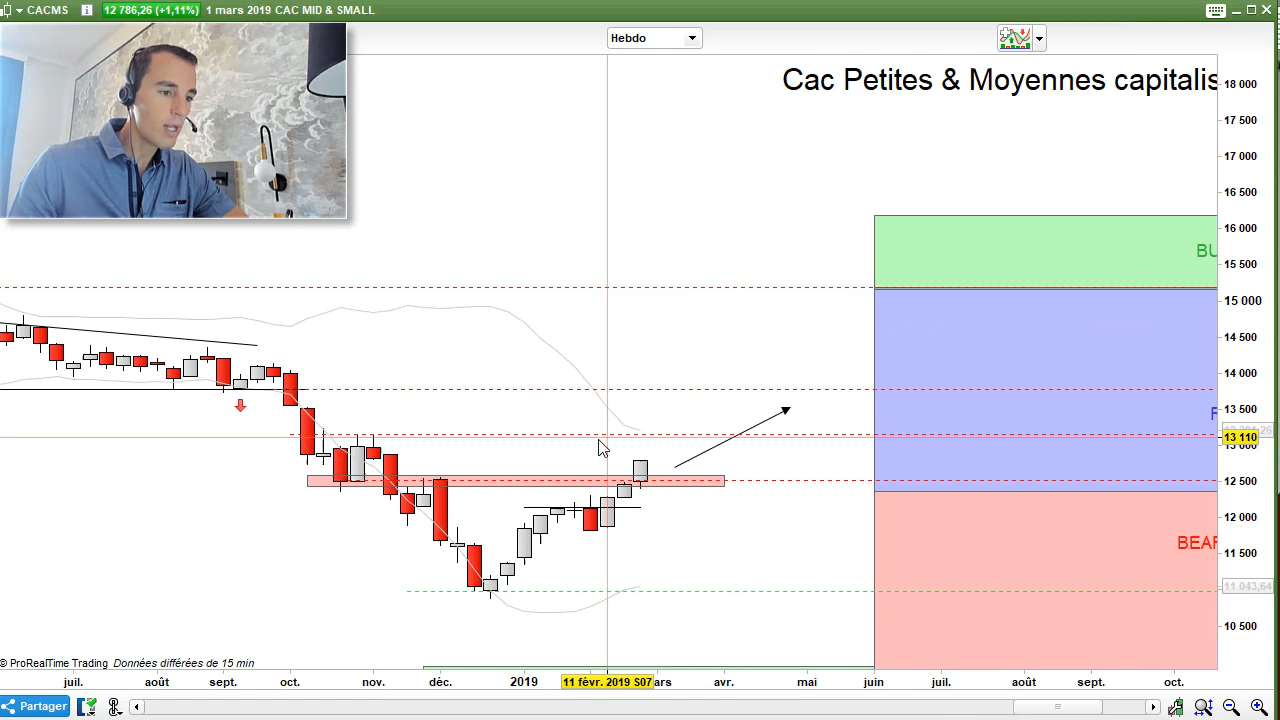 CACMS 12 786,26 (+1,11%) 1 mars 2019 CAC MID & SMALL
Hebdo
Cac Petites & Moyennes capitalis
18 000
17 500
17 000
16 500
16 000
BU
15 500
15 000
14 500
14 000
13 500
F
13 110
12 500
12 000
11 500
BEAR
11 043,64
10 500
© ProRealTime Trading Données différées de 15 min
juil. août sept. oct. nov. déc. 2019 11 févr. 2019 S07 ars avr. mai juin juil. août sept. oct.
Partager